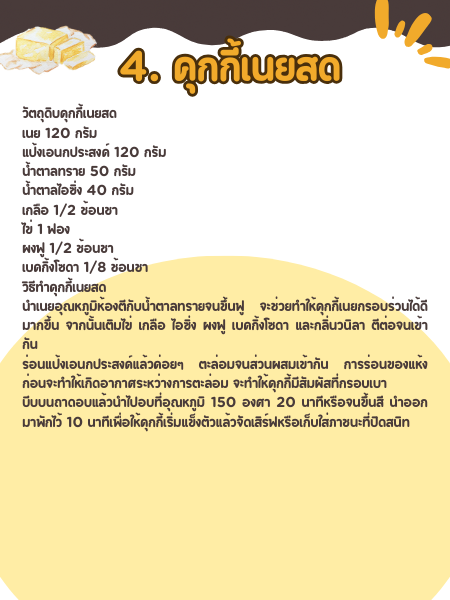 4. คุกกี้เนยสด
วัตถุดิบคุกกี้เนยสด
เนย 120 กรัม
แป้งเอนกประสงค์ 120 กรัม
น้ำตาลทราย 50 กรัม
น้ำตาลไอซิ่ง 40 กรัม
เกลือ 1/2 ช้อนชา
ไข่ 1 ฟอง
ผงฟู 1/2 ช้อนชา
เบคกิ้งโซดา 1/8 ช้อนชา
วิธีทำคุกกี้เนยสด
นำเนยอุณหภูมิห้องตีกับน้ำตาลทรายจนขึ้นฟู จะช่วยทำให้คุกกี้เนยกรอบร่วนได้ดี
มากขึ้น จากนั้นเติมไข่ เกลือ ไอซิ่ง ผงฟู เบคกิ้งโซดา และกลิ่นวนิลา ตีต่อจนเข้า
กัน
ร่อนแป้งเอนกประสงค์แล้วค่อยๆ ตะล่อมจนส่วนผสมเข้ากัน การร่อนของแห้ง
ก่อนจะทำให้เกิดอากาศระหว่างการตะล่อม จะทำให้คุกกี้มีสัมผัสที่กรอบเบา
บีบบนถาดอบแล้วนำไปอบที่อุณหภูมิ 150 องศา 20 นาทีหรือจนขึ้นสี นำออก
มาพักไว้ 10 นาทีเพื่อให้คุกกี้เริ่มแข็งตัวแล้วจัดเสิร์ฟหรือเก็บใส่ภาชนะที่ปิดสนิท